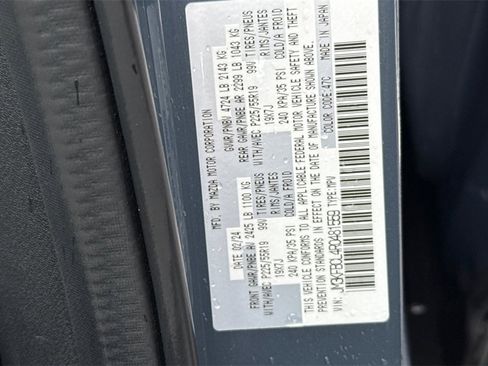 MFD. BY MAZDA MOTOR CORPORATION
DATE 02/24 GVWR/PNBV 4724 LB 2143 KG
FRONT GAWR/PNBE AV 2425 LB 1100 KG REAR GAWR/PNBE AR 2299 LB 1043 KG
WITH/AVEC P225/55R19 99V TIRES/PNEUS WITH/AVEC P225/55R19 99V TIRES/PNEUS
19X7J RIMS/JANTES 19X7J RIMS/JANTES
240 KPA/35 PSI COLD/A FROID 240 KPA/35 PSI COLD/A FROID
THIS VEHICLE CONFORMS TO ALL APPLICABLE FEDERAL MOTOR VEHICLE SAFETY AND
THEFT PREVENTION STANDARDS IN EFFECT ON THE DATE OF MANUFACTURE SHOWN ABOVE.
VIN: JM3KFBCL4R0481559 TYPE: MPV COLOR CODE: 47C MADE IN JAPAN